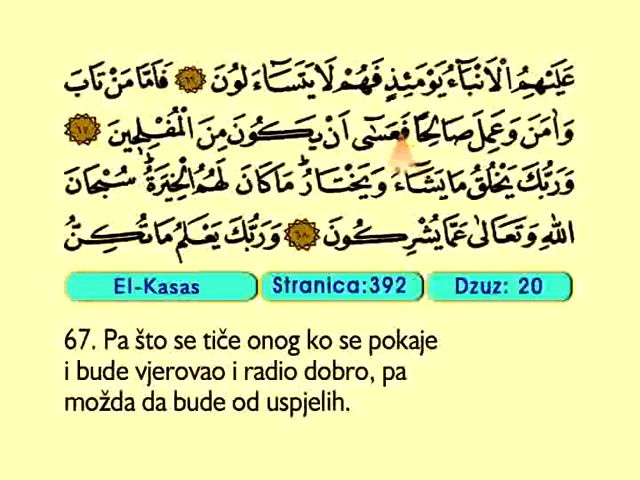 عَلَيْهِمُ الْاَنْبَٓاءُ يَوْمَئِذٍ فَهُمْ لَا يَتَسَٓاءَلُونَ ﴿٦٦﴾ فَاَمَّا مَنْ تَابَ
وَاٰمَنَ وَعَمِلَ صَالِحًا فَعَسٰٓى اَنْ يَكُونَ مِنَ الْمُفْلِحِينَ ﴿٦٧﴾
وَرَبُّكَ يَخْلُقُ مَا يَشَٓاءُ وَيَخْتَارُ مَا كَانَ لَهُمُ الْخِيَرَةُ سُبْحَانَ
اللّٰهِ وَتَعَالٰى عَمَّا يُشْرِكُونَ ﴿٦٨﴾ وَرَبُّكَ يَعْلَمُ مَا تُكِنُّ
El-Kasas Stranica:392 Dzuz: 20
67. Pa što se tiče onog ko se pokaje
i bude vjerovao i radio dobro, pa
možda da bude od uspjelih.